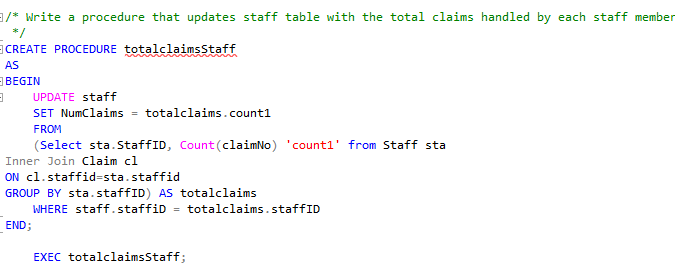 /* Write a procedure that updates staff table with the total claims handled by each staff member
*/
CREATE PROCEDURE totalclaimsStaff
AS
BEGIN
UPDATE staff
SET NumClaims = totalclaims.count1
FROM
(Select sta.StaffID, Count(claimNo) 'count1' from Staff sta
Inner Join Claim cl
ON cl.staffid=sta.staffid
GROUP BY sta.staffID) AS totalclaims
WHERE staff.staffiD = totalclaims.staffID
END;
EXEC totalclaimsStaff;